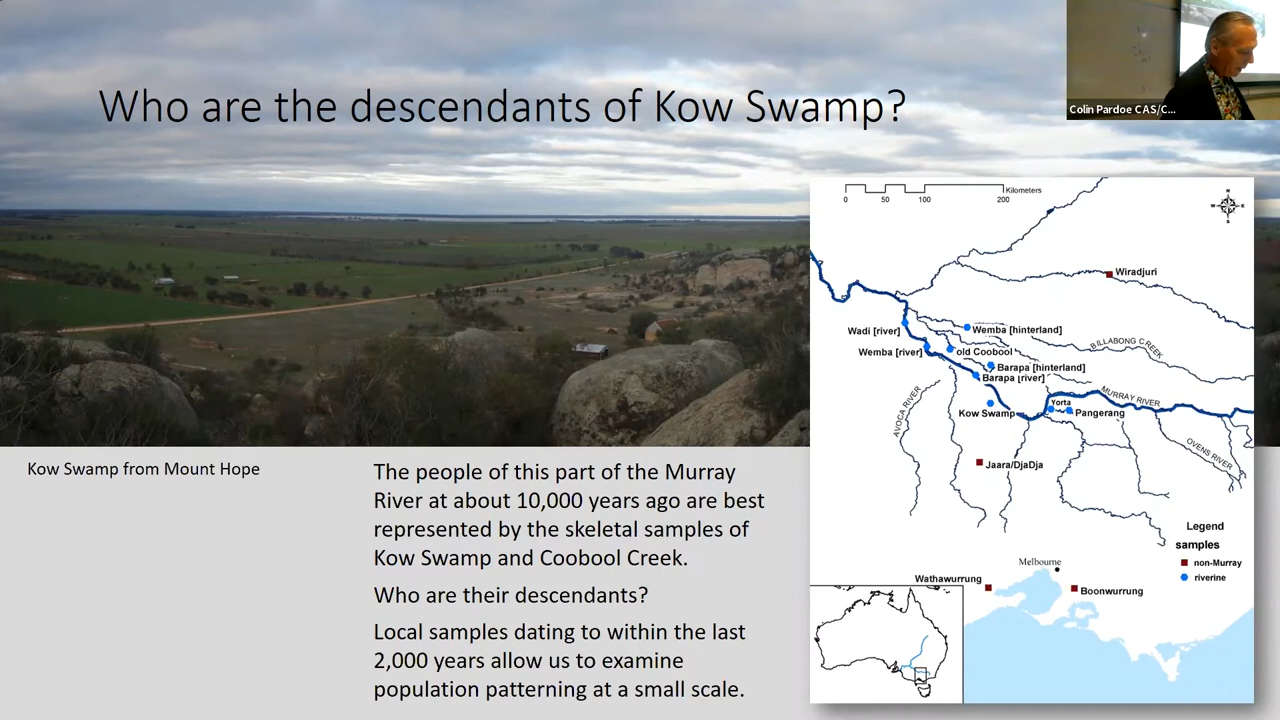 Who are the descendants of Kow Swamp?
Colin Pardoe CAS/C...
Kow Swamp from Mount Hope
The people of this part of the Murray
River at about 10,000 years ago are best
represented by the skeletal samples of
Kow Swamp and Coobool Creek.
Who are their descendants?
Local samples dating to within the last
2,000 years allow us to examine
population patterning at a small scale.
Kilometers
0 50 100 200
N
W E
S
Wiradjuri
Wadi [river]
Wemba [hinterland]
BILLABONG CREEK
Wemba [river]
old Coobool
Barapa [hinterland]
Barapa [river]
MURRAY RIVER
AVOCA RIVER
Yorta
Kow Swamp
Pangerang
OVENS RIVER
Jaara/DjaDja
Legend
samples
non-Murray
riverine
Melbourne
Wathawurrung
Boonwurrung